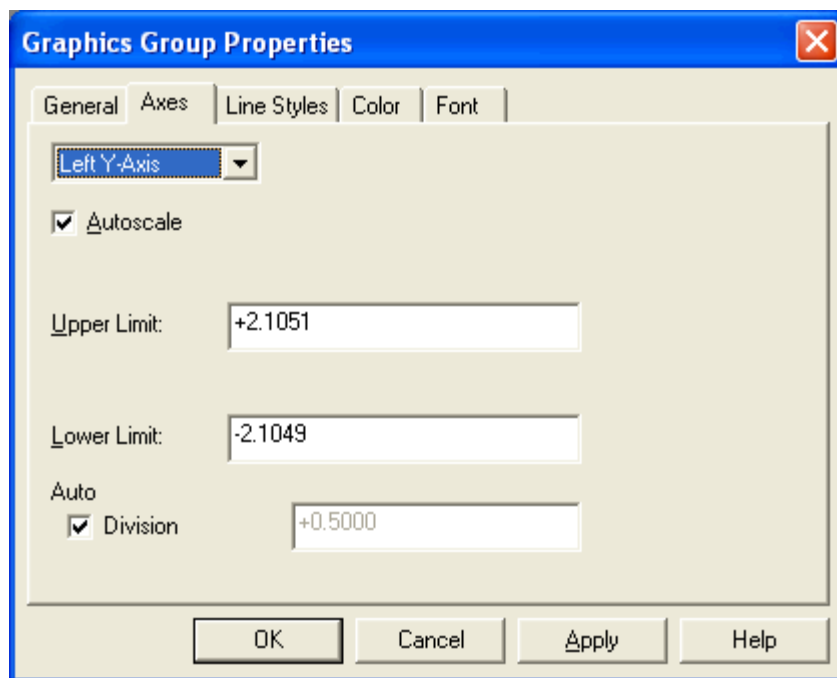 Graphics Group Properties
General Axes Line Styles Color Font
Left Y-Axis
Autoscale
Upper Limit: +2.1051
Lower Limit: -2.1049
Auto
Division +0.5000
OK Cancel Apply Help